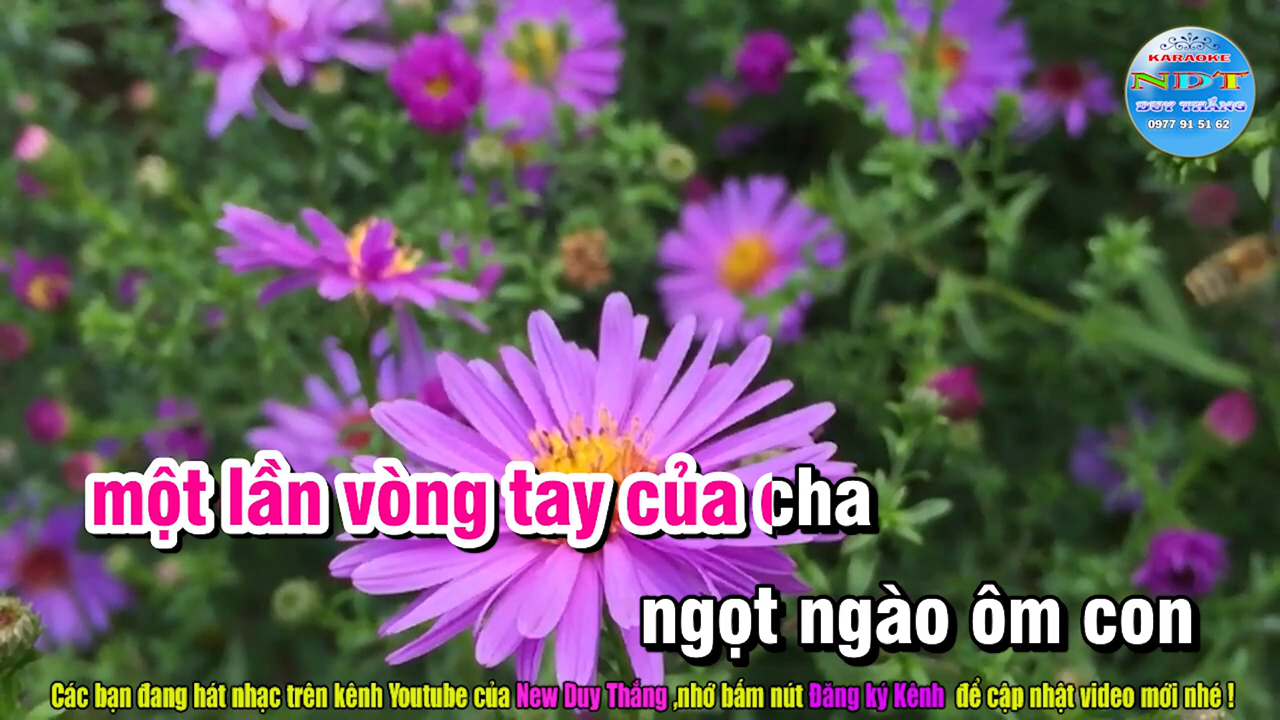 KARAOKE
NDT
DUY THẮNG
0977 91 51 62
một lần vòng tay của cha
ngọt ngào ôm con
Các bạn đang hát nhạc trên kênh Youtube của New Duy Thắng ,nhớ bấm nút Đăng ký Kênh để cập nhật video mới nhé !